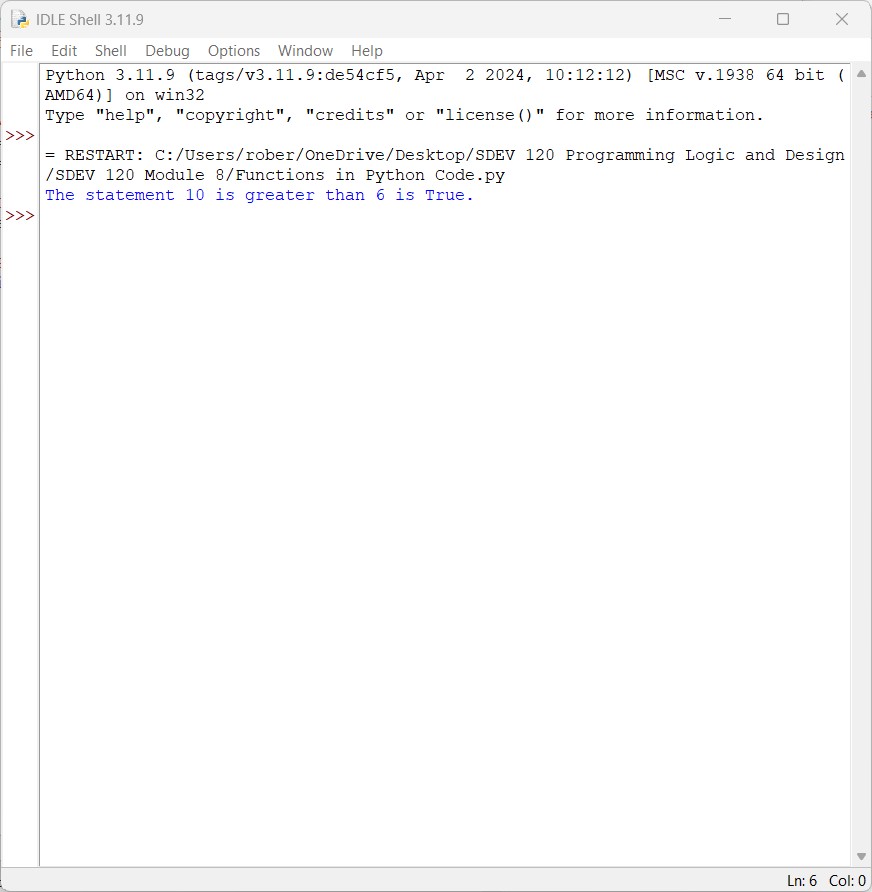 IDLE Shell 3.11.9
File Edit Shell Debug Options Window Help
Python 3.11.9 (tags/v3.11.9:de54cf5, Apr  2 2024, 10:12:12) [MSC v.1938 64 bit (
AMD64)] on win32
Type "help", "copyright", "credits" or "license()" for more information.
>>>
= RESTART: C:/Users/rober/OneDrive/Desktop/SDEV 120 Programming Logic and Design
/SDEV 120 Module 8/Functions in Python Code.py
The statement 10 is greater than 6 is True.
>>>
Ln: 6 Col: 0